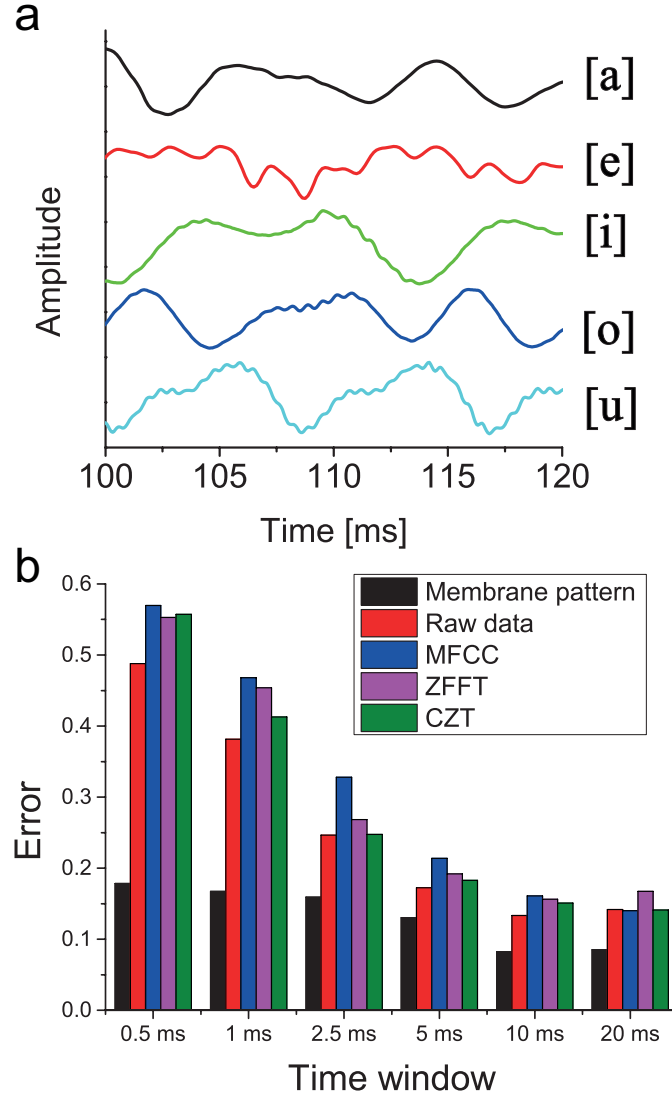 a
[a]
[e]
[i]
[o]
[u]
Amplitude
100 105 110 115 120
Time [ms]
b
Membrane pattern
Raw data
MFCC
ZFFT
CZT
0.6
0.5
0.4
0.3
0.2
0.1
0.0
Error
0.5 ms 1 ms 2.5 ms 5 ms 10 ms 20 ms
Time window